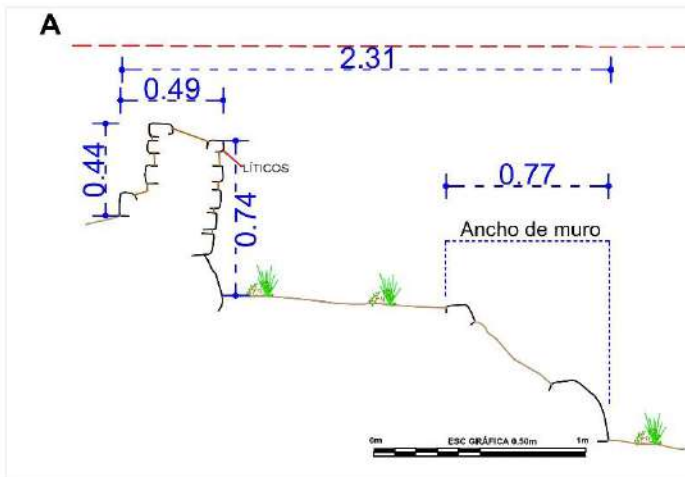 A
2.31
0.49
0.44
LÍTICOS
0.74
0.77
Ancho de muro
0m ESC GRÁFICA 0.50m 1m